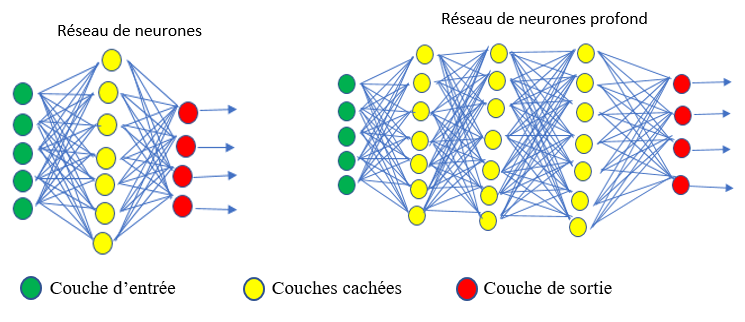 Réseau de neurones
Réseau de neurones profond
Couche d’entrée
Couches cachées
Couche de sortie